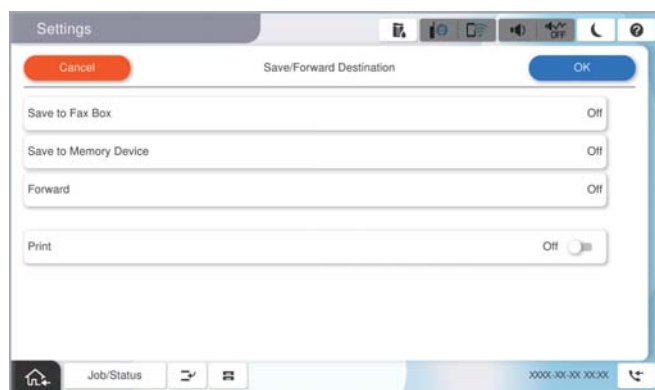 Settings
OFF
Cancel
Save/Forward Destination
OK
Save to Fax Box
Off
Save to Memory Device
Off
Forward
Off
Print
Off
Job/Status
XXXX-XX-XX XX:XX